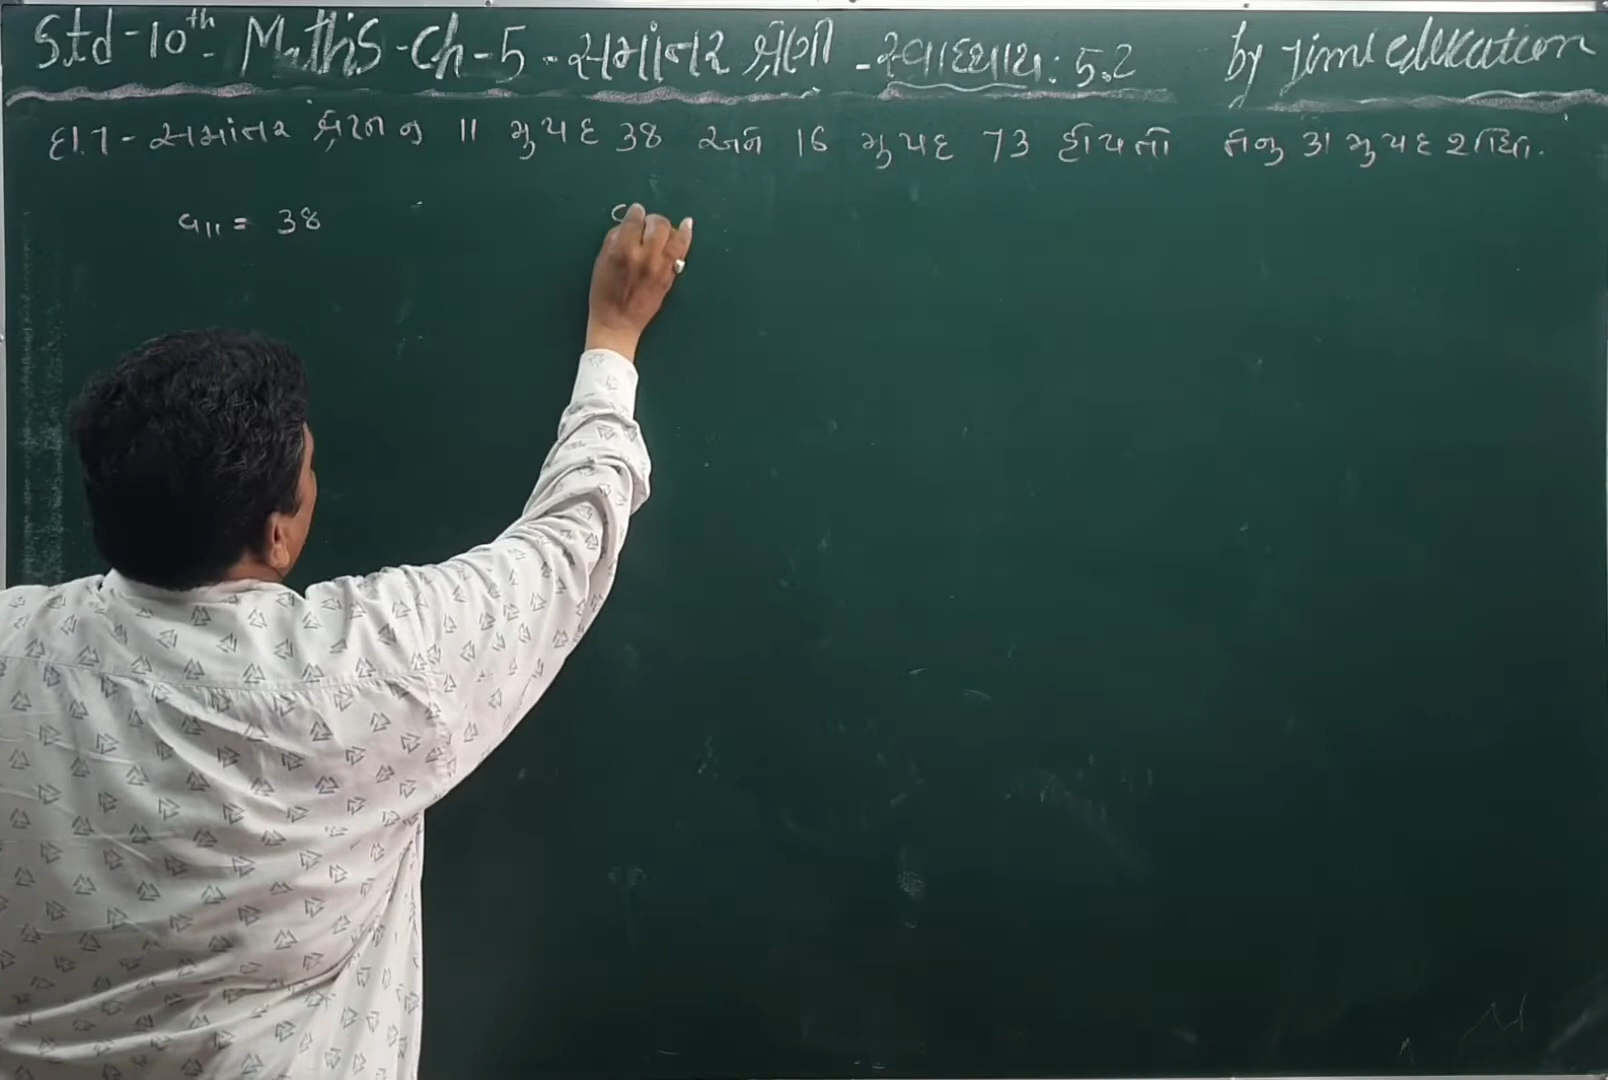 Std-10th- Maths-Ch-5-સમાંતર શ્રેણી -સ્વાધ્યાય: 5.2 by Jimi education
દા.7- સમાંતર શ્રેણી નુ 11 મુ પદ 38 અને 16 મુ પદ 73 હોય તો તેનુ 31 મુ પદ શોધો.
a11 = 38